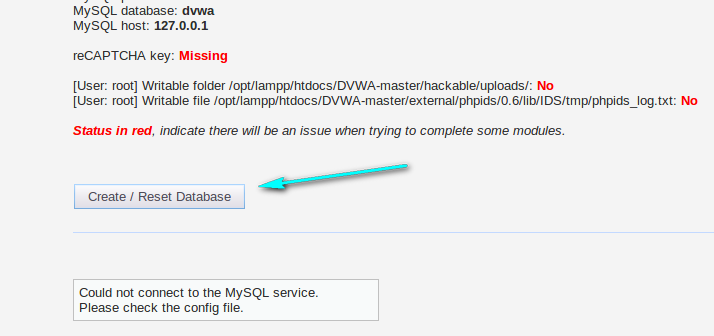 MySQL database: dvwa
MySQL host: 127.0.0.1
reCAPTCHA key: Missing
[User: root] Writable folder /opt/lampp/htdocs/DVWA-master/hackable/uploads/: No
[User: root] Writable file /opt/lampp/htdocs/DVWA-master/external/phpids/0.6/lib/IDS/tmp/phpids_log.txt: No
Status in red, indicate there will be an issue when trying to complete some modules.
Create / Reset Database
Could not connect to the MySQL service.
Please check the config file.